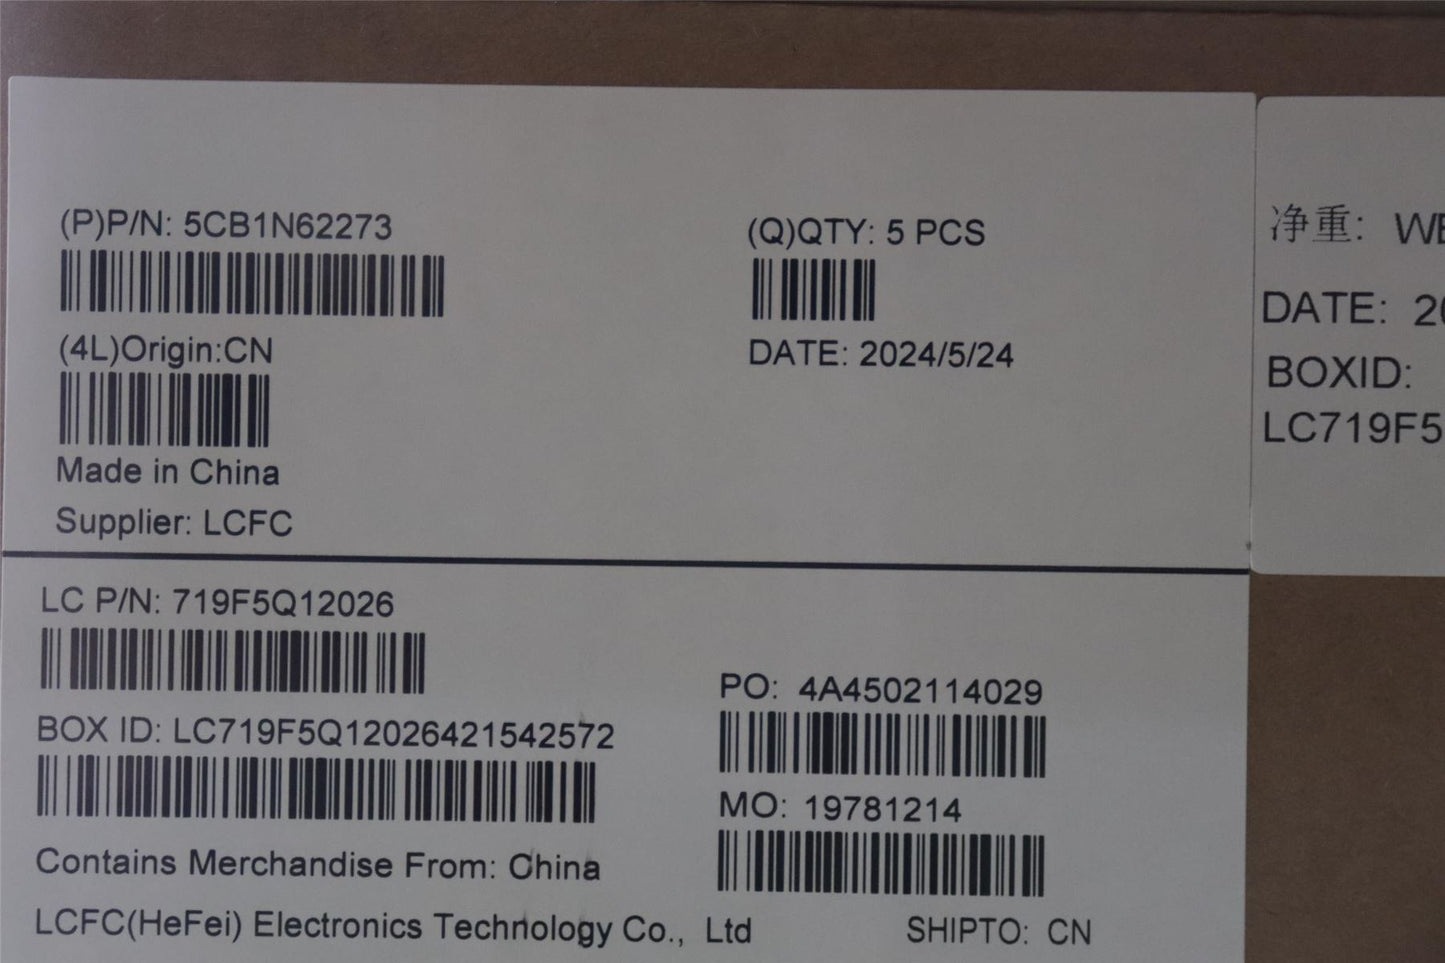 (P)P/N: 5CB1N62273
(Q)QTY: 5 PCS
(4L)Origin:CN
DATE: 2024/5/24
Made in China
Supplier: LCFC
LC P/N: 719F5Q12026
PO: 4A4502114029
BOX ID: LC719F5Q12026421542572
MO: 19781214
Contains Merchandise From: China
LCFC(HeFei) Electronics Technology Co., Ltd
SHIPTO: CN
净重:
DATE:
BOXID:
LC719F5